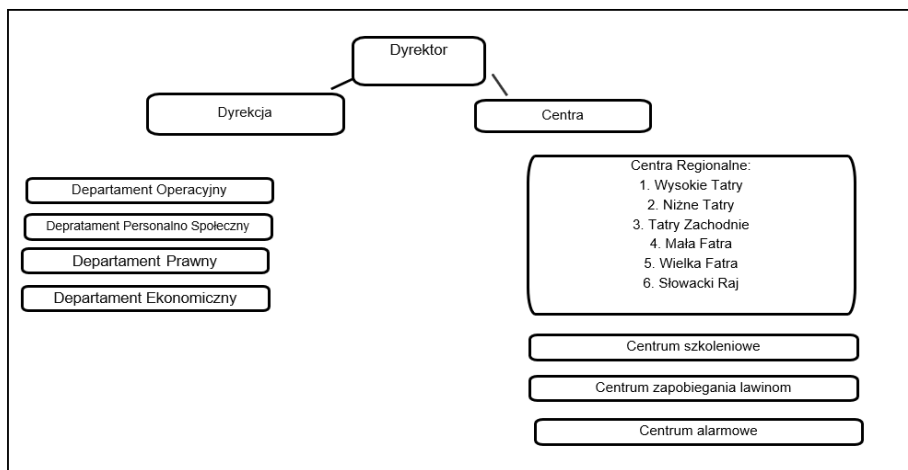 Dyrektor
Dyrekcja
Centra
Departament Operacyjny
Depratament Personalno Społeczny
Departament Prawny
Departament Ekonomiczny
Centra Regionalne:
1. Wysokie Tatry
2. Niżne Tatry
3. Tatry Zachodnie
4. Mała Fatra
5. Wielka Fatra
6. Słowacki Raj
Centrum szkoleniowe
Centrum zapobiegania lawinom
Centrum alarmowe